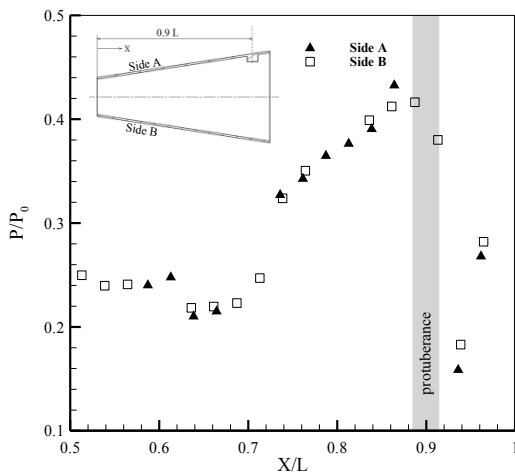 0.9 L
x
Side A
Side B
Side A
Side B
0.5
0.4
0.3
0.2
0.1
P/P0
protuberance
0.5
0.6
0.7
0.8
0.9
1
X/L